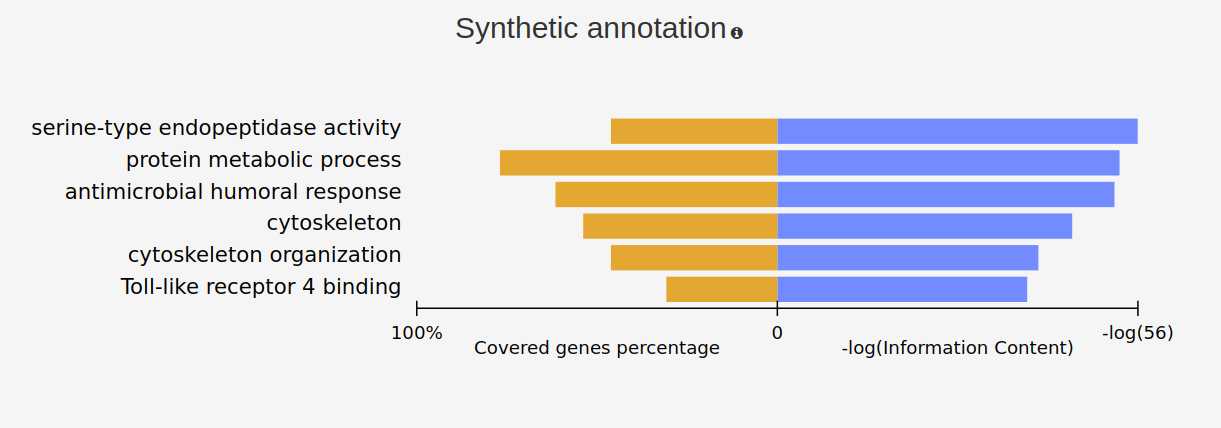 Synthetic annotation
serine-type endopeptidase activity
protein metabolic process
antimicrobial humoral response
cytoskeleton
cytoskeleton organization
Toll-like receptor 4 binding
100% 0 -log(56)
Covered genes percentage -log(Information Content)